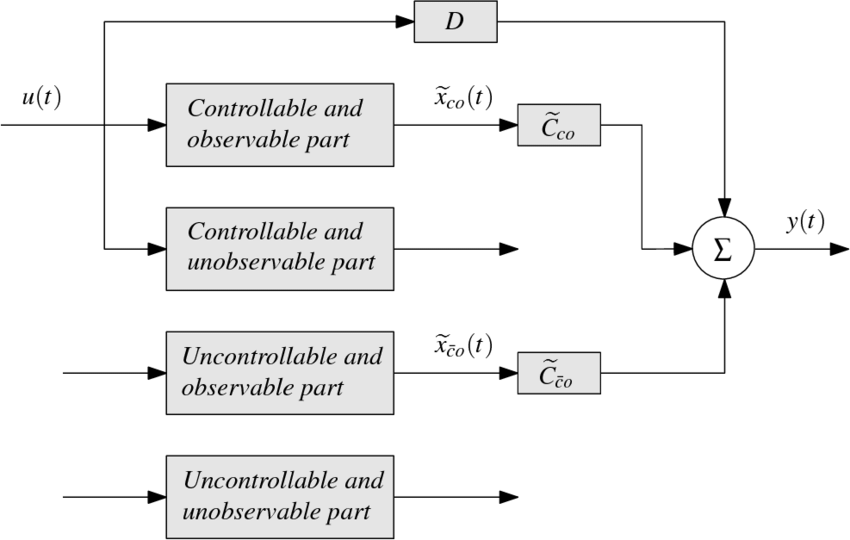 D
u(t)
Controllable and
observable part
x̃co(t)
C̃co
Controllable and
unobservable part
Σ
y(t)
Uncontrollable and
observable part
x̃c̄o(t)
C̃c̄o
Uncontrollable and
unobservable part